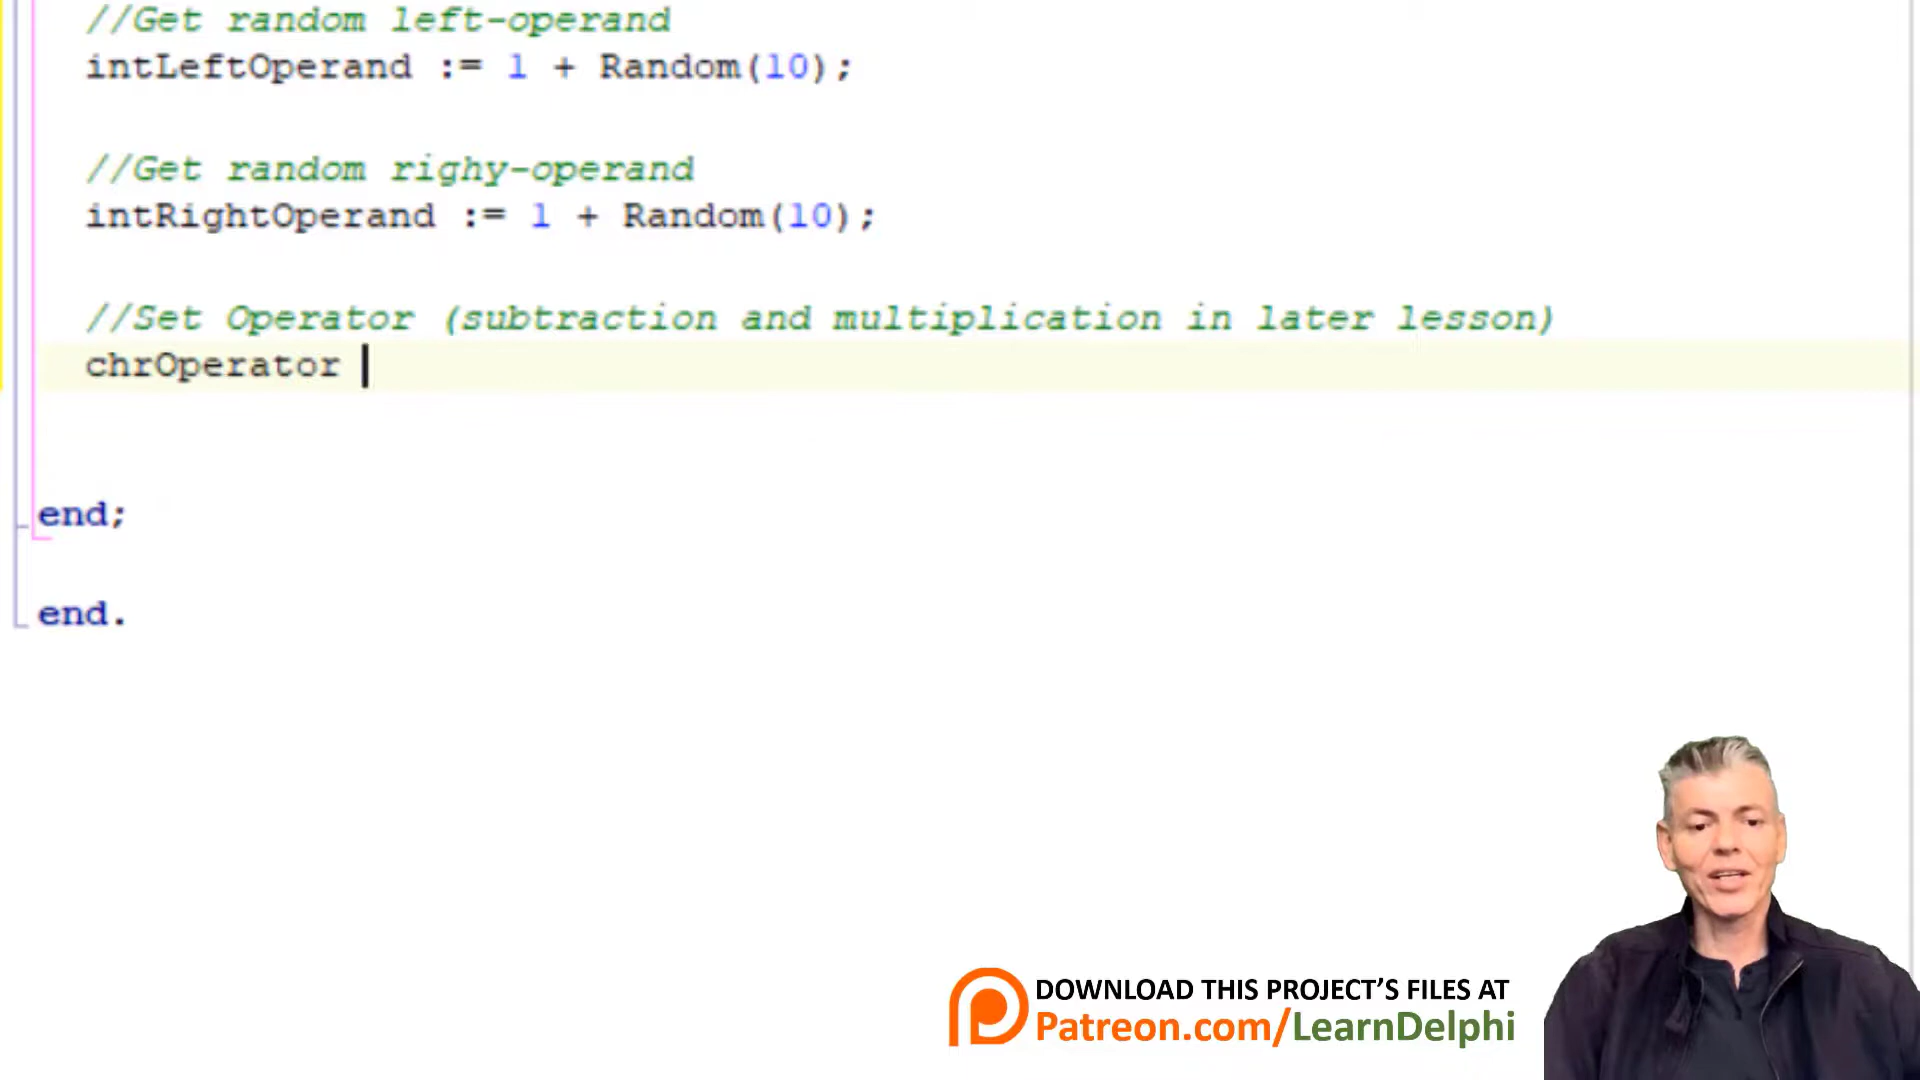 //Get random left-operand
intLeftOperand := 1 + Random(10);
//Get random righy-operand
intRightOperand := 1 + Random(10);
//Set Operator (subtraction and multiplication in later lesson)
chrOperator
end;
end.
DOWNLOAD THIS PROJECT'S FILES AT
Patreon.com/LearnDelphi